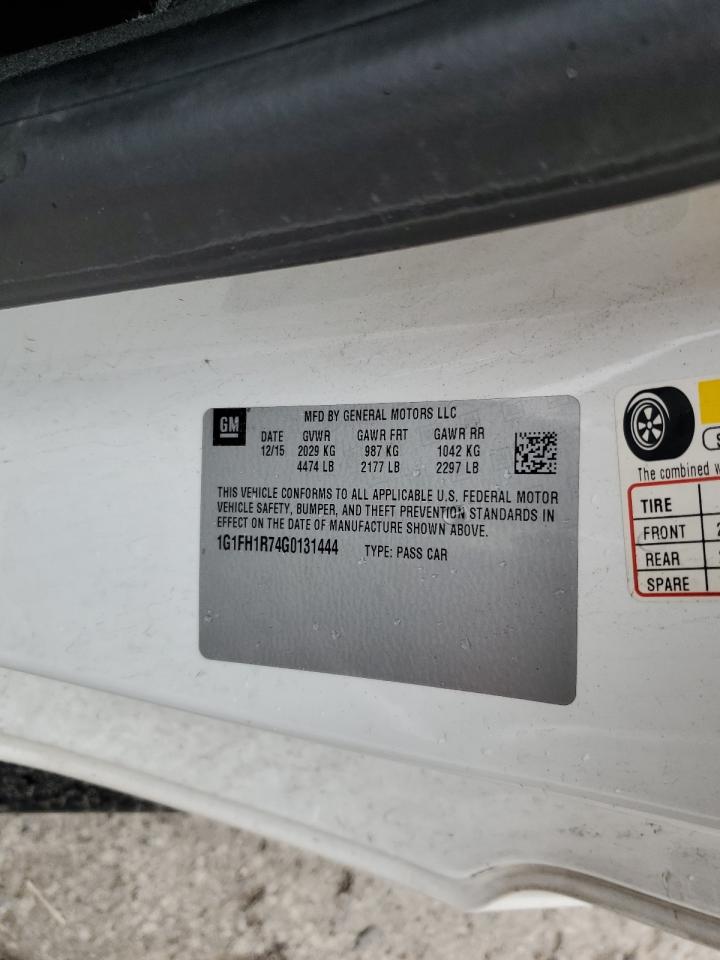 GM
MFD BY GENERAL MOTORS LLC
DATE GVWR GAWR FRT GAWR RR
12/15 2029 KG 987 KG 1042 KG
4474 LB 2177 LB 2297 LB
THIS VEHICLE CONFORMS TO ALL APPLICABLE U.S. FEDERAL MOTOR
VEHICLE SAFETY, BUMPER, AND THEFT PREVENTION STANDARDS IN
EFFECT ON THE DATE OF MANUFACTURE SHOWN ABOVE.
1G1FH1R74G0131444 TYPE: PASS CAR
The combined
TIRE
FRONT
REAR
SPARE